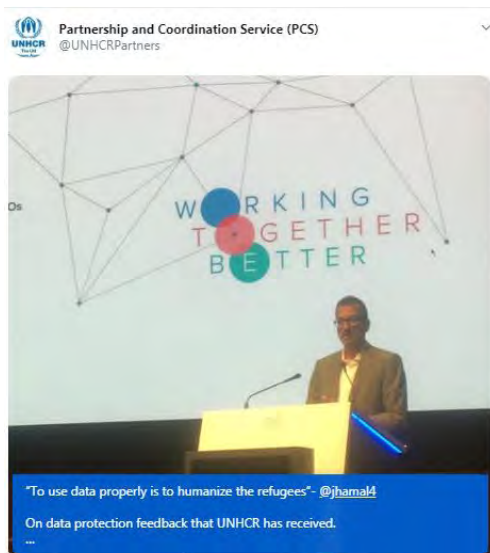 Partnership and Coordination Service (PCS)
@UNHCRPartners
UNHCR
Os
WORKING
TOGETHER
BETTER
"To use data properly is to humanize the refugees"- @jhamal4
On data protection feedback that UNHCR has received.
...